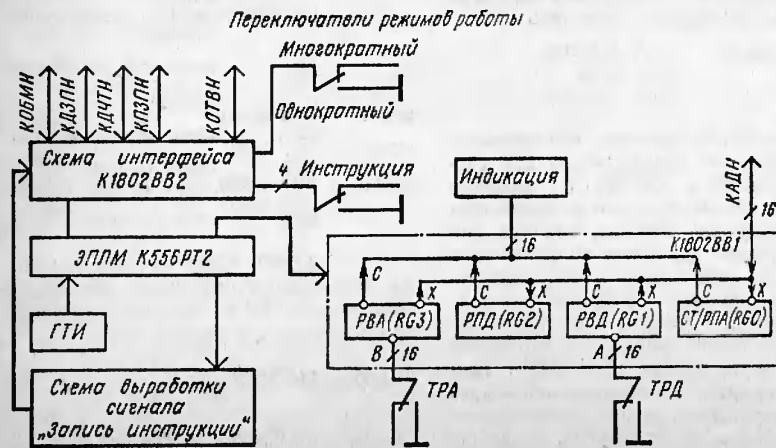 Переключатели режимов работы
Многократный
Однократный
КОБМН
КДЗПН
КДЧТН
КПЗПН
КОТВН
Схема интерфейса
К1802ВВ2
4
Инструкция
Индикация
КАДН
16
16
К1802ВВ1
ЭПЛМ К556РТ2
ГТИ
С
Х
С
Х
С
Х
С
Х
РВА(RG3)
РПД(RG2)
РВД(RG1)
СТ/РПА(RG0)
В
16
А
16
ТРА
ТРД
Схема выработки
сигнала
„Запись инструкции"